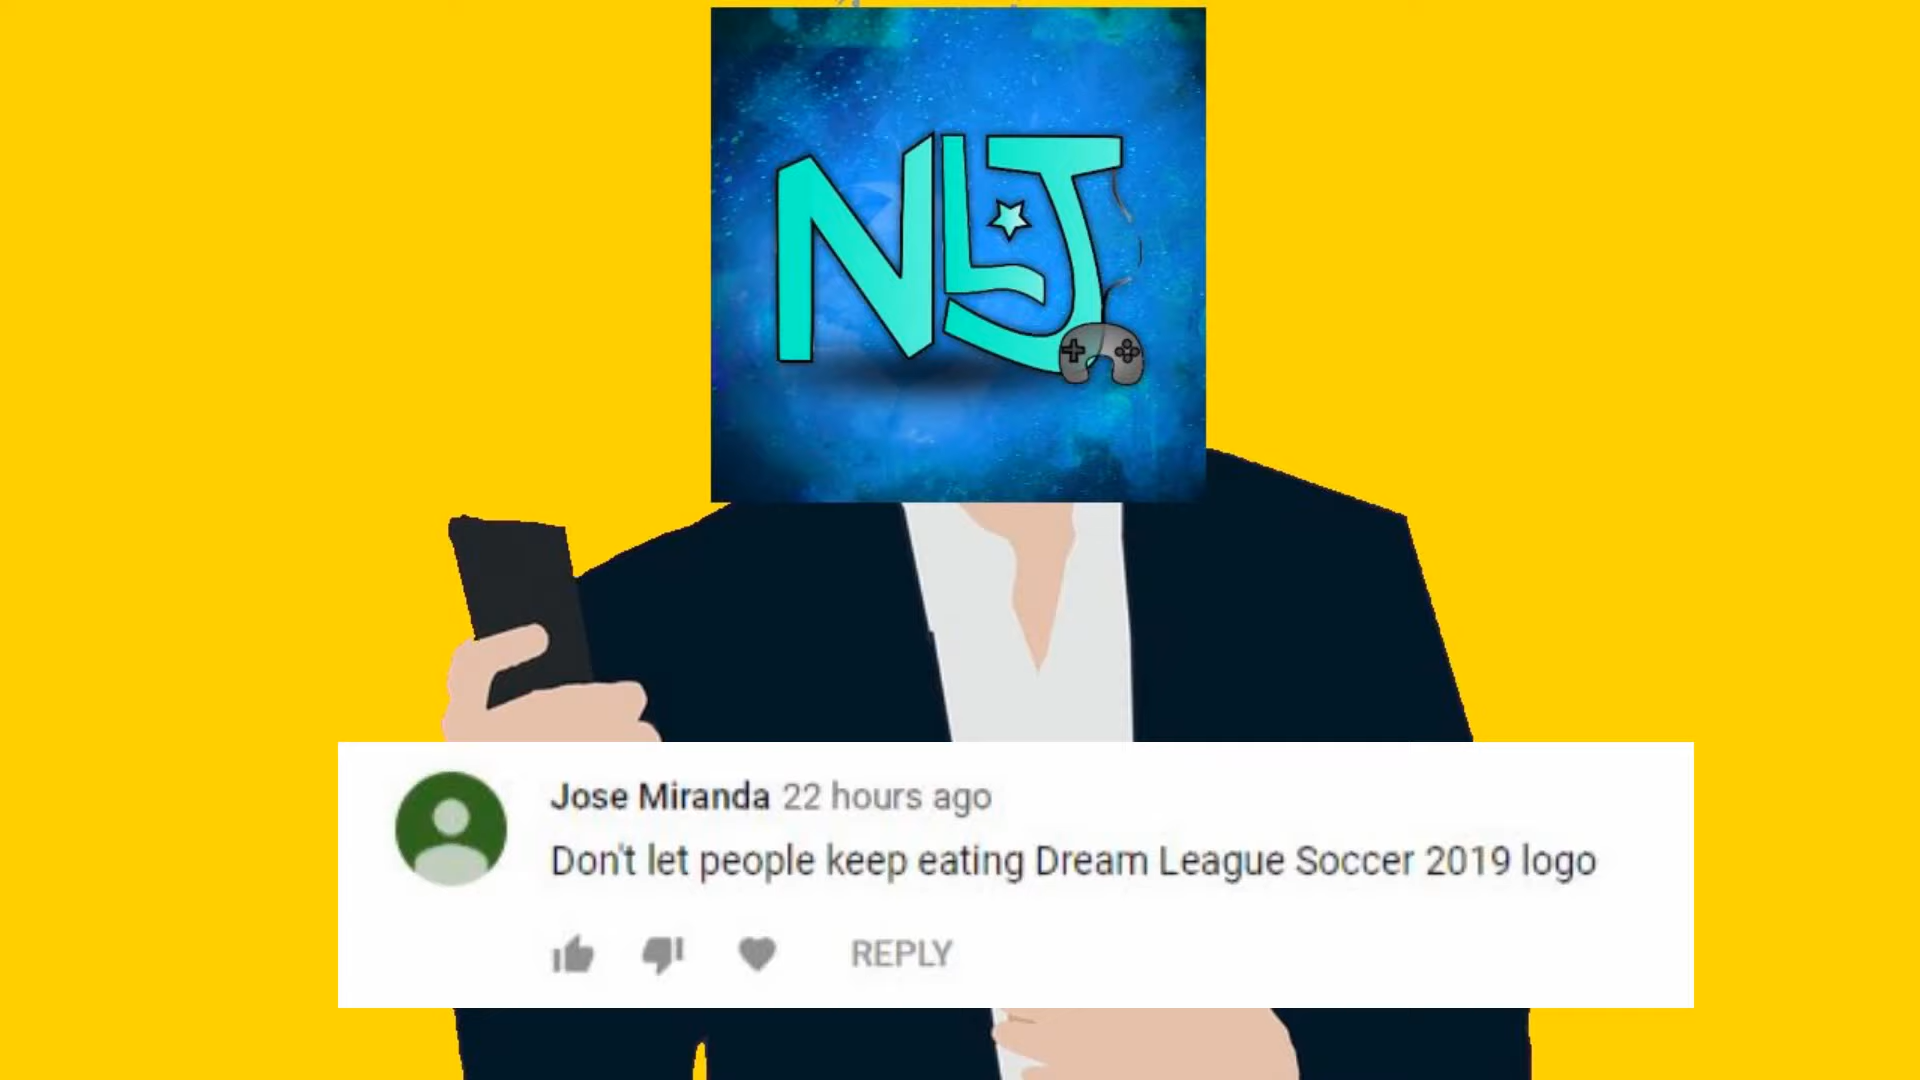 NLJ
Jose Miranda 22 hours ago
Don't let people keep eating Dream League Soccer 2019 logo
REPLY